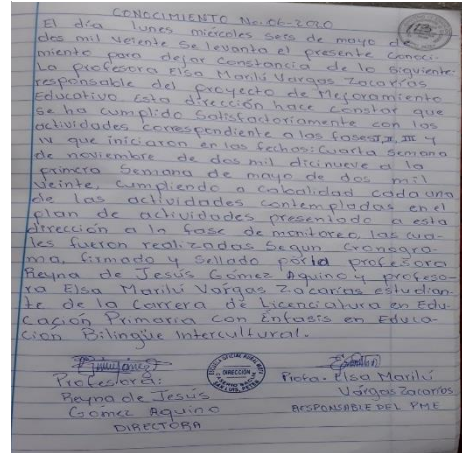 CONOCIMIENTO No. 06-2020
El día lunes miercoles seis de mayo de
dos mil veiente se levanta el presente conoci-
miento para dejar constancia de lo siguiente:
La profesora Elsa Marilú Vargas Zacarías
responsable del proyecto de Mejoramiento
Educativo Esta dirección hace constar que
se ha cumplido Satisfactoriamente con las
actividades correspondiente a las fases I, II, III y
IV que iniciaron en las fechas: Cuarta semana
de noviembre de dos mil dicinueve a la
primera Semana de mayo de dos mil
Veinte, cumpliendo a cabalidad cada una
de las actividades contempladas en el
plan de actividades presentado a esta
dirección a la fase de monitoreo, las cua-
les fueron realizadas Segun Cronogra-
ma, firmado y Sellado por la profesora
Reyna de Jesús Gómez Aquino y profeso-
ra Elsa Marilú Vargas Zacarías estudian-
te de la Carrera de Licenciatura en Edu-
cación Primaria con Énfasis en Educa-
ción Bilingüe Intercultural.
Profesora:
Reyna de Jesús
Gómez Aquino
DIRECTORA
DIRECCIÓN
Elsa Marilú
Vargas Zacarías
RESPONSABLE DEL PME